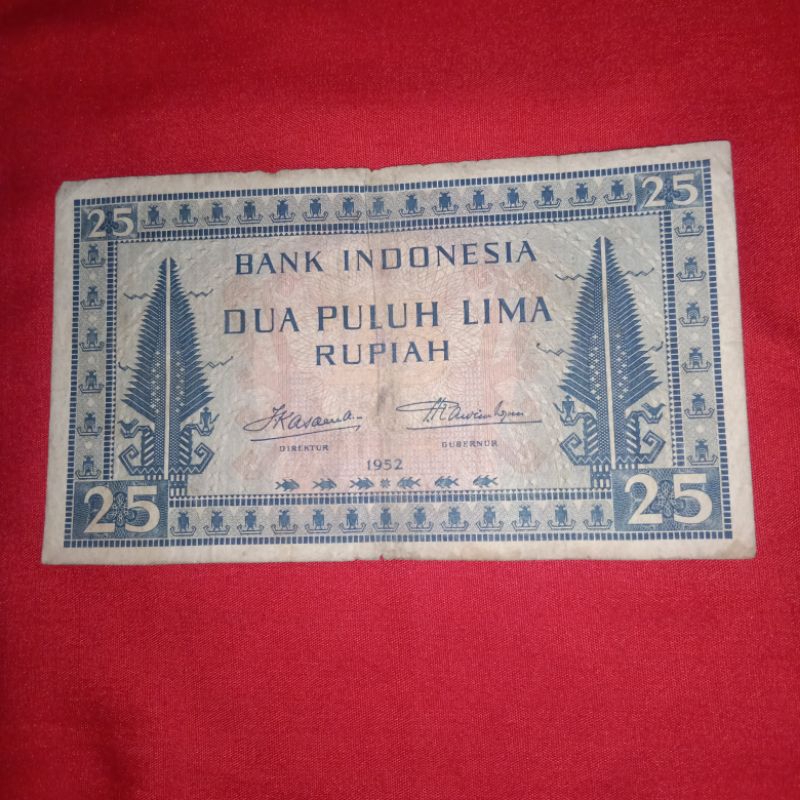 25 25
BANK INDONESIA
DUA PULUH LIMA
RUPIAH
DIREKTUR GUBERNUR
1952
25 25